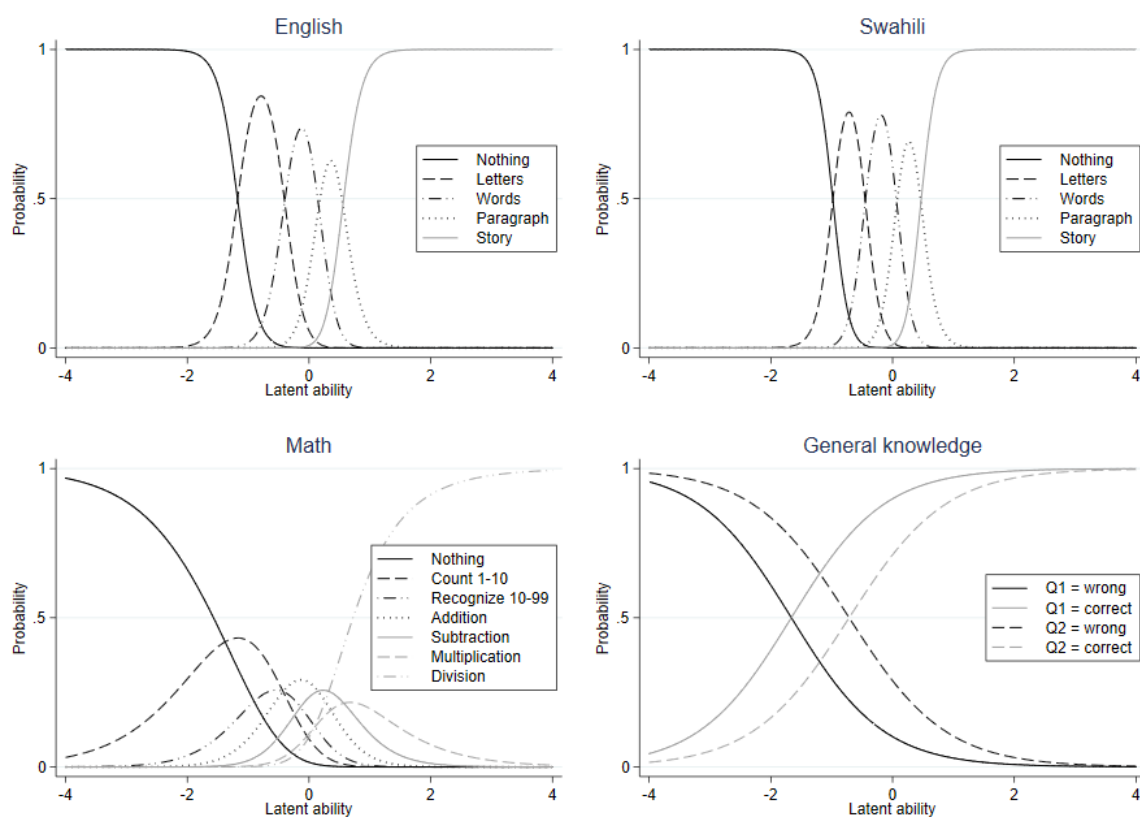 English
Probability
1
.5
0
-4
-2
0
2
4
Latent ability
Nothing
Letters
Words
Paragraph
Story
Swahili
Probability
1
.5
0
-4
-2
0
2
4
Latent ability
Nothing
Letters
Words
Paragraph
Story
Math
Probability
1
.5
0
-4
-2
0
2
4
Latent ability
Nothing
Count 1-10
Recognize 10-99
Addition
Subtraction
Multiplication
Division
General knowledge
Probability
1
.5
0
-4
-2
0
2
4
Latent ability
Q1 = wrong
Q1 = correct
Q2 = wrong
Q2 = correct